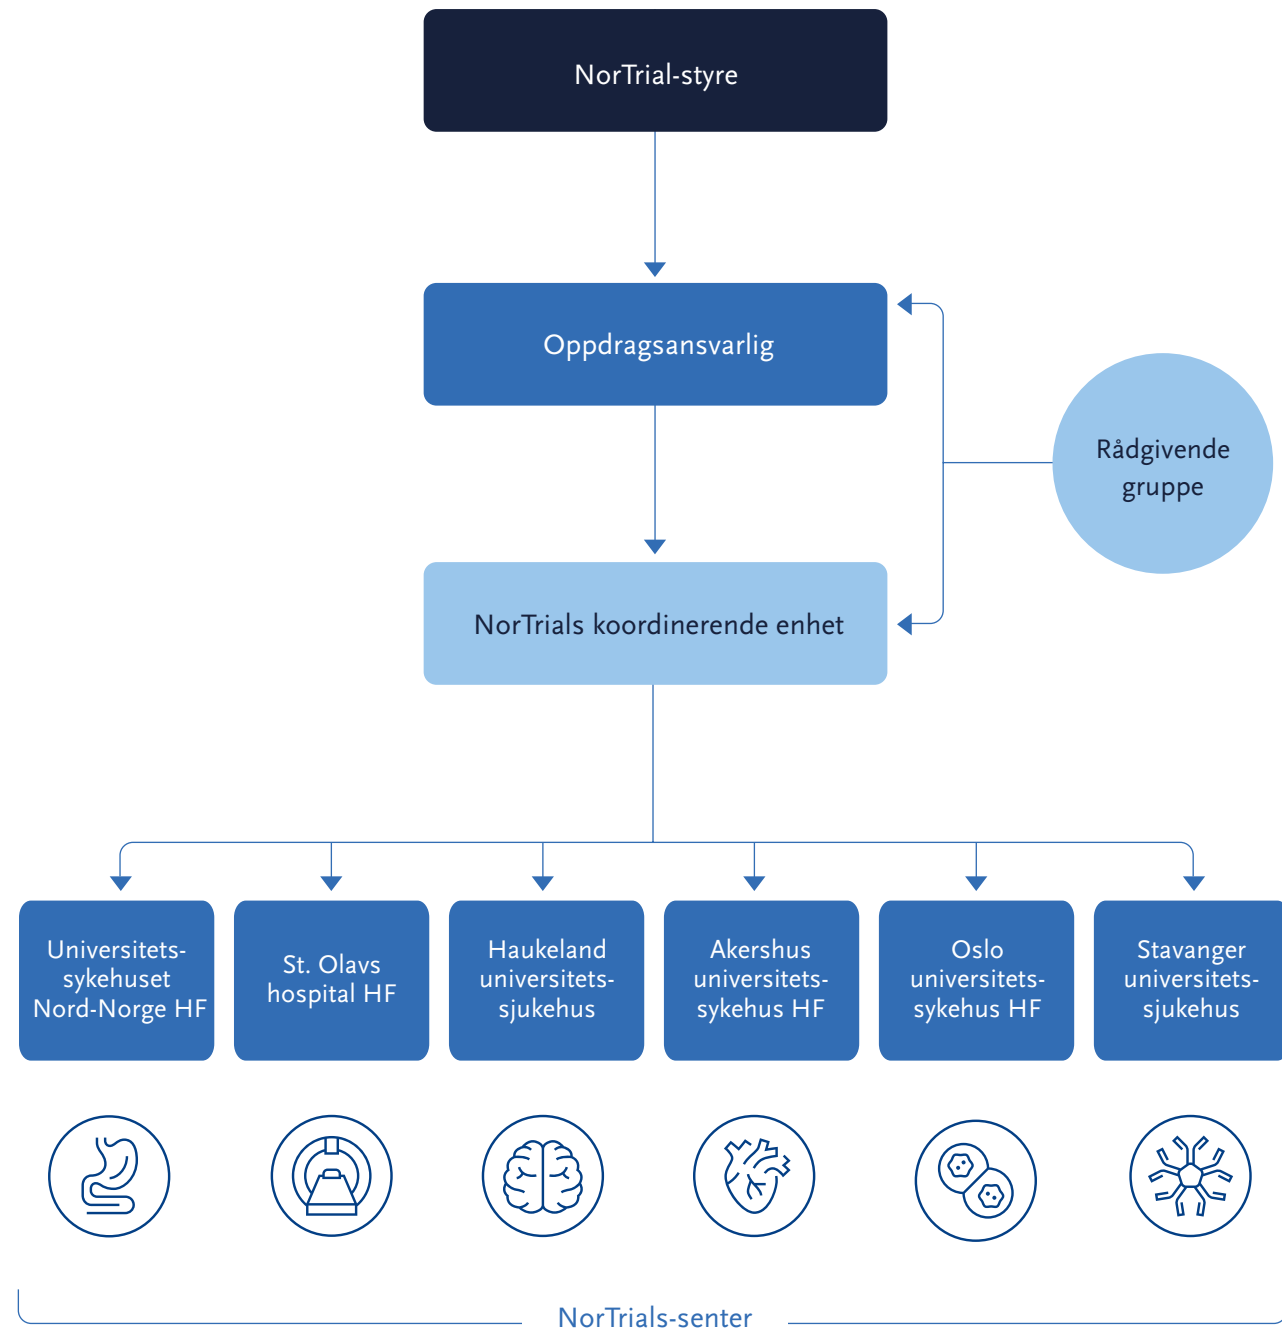 NorTrial-styre
Oppdragsansvarlig
Rådgivende
gruppe
NorTrials koordinerende enhet
Universitets-
sykehuset
Nord-Norge HF
St. Olavs
hospital HF
Haukeland
universitets-
sjukehus
Akershus
universitets-
sykehus HF
Oslo
universitets-
sykehus HF
Stavanger
universitets-
sjukehus
NorTrials-senter